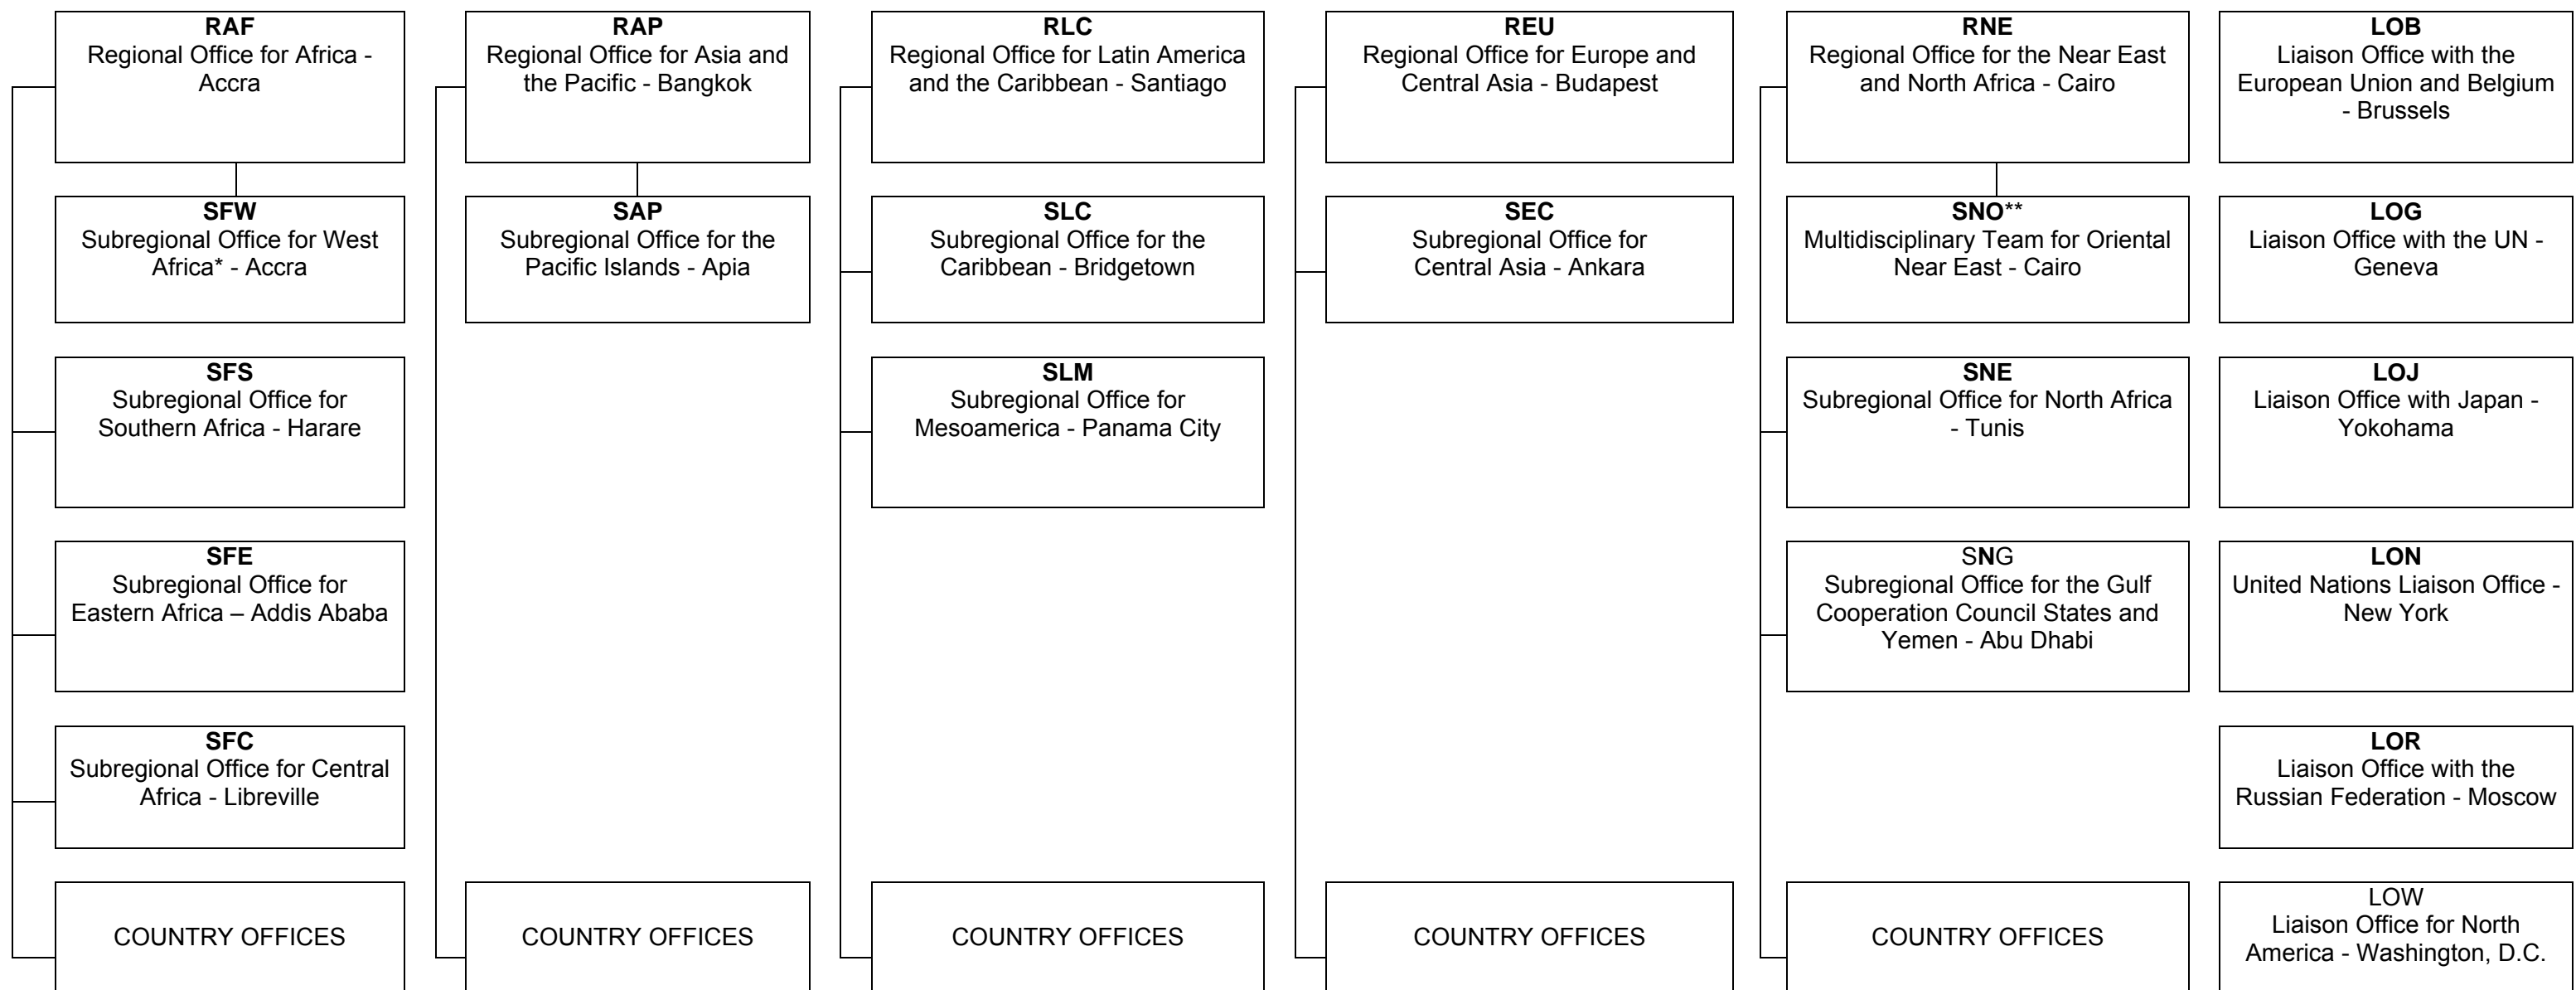 RAF
Regional Office for Africa -
Accra
SFW
Subregional Office for West
Africa* - Accra
SFS
Subregional Office for
Southern Africa - Harare
SFE
Subregional Office for
Eastern Africa – Addis Ababa
SFC
Subregional Office for Central
Africa - Libreville
COUNTRY OFFICES
RAP
Regional Office for Asia and
the Pacific - Bangkok
SAP
Subregional Office for the
Pacific Islands - Apia
COUNTRY OFFICES
RLC
Regional Office for Latin America
and the Caribbean - Santiago
SLC
Subregional Office for the
Caribbean - Bridgetown
SLM
Subregional Office for
Mesoamerica - Panama City
COUNTRY OFFICES
REU
Regional Office for Europe and
Central Asia - Budapest
SEC
Subregional Office for
Central Asia - Ankara
COUNTRY OFFICES
RNE
Regional Office for the Near East
and North Africa - Cairo
SNO**
Multidisciplinary Team for Oriental
Near East - Cairo
SNE
Subregional Office for North Africa
- Tunis
SNG
Subregional Office for the Gulf
Cooperation Council States and
Yemen - Abu Dhabi
COUNTRY OFFICES
LOB
Liaison Office with the
European Union and Belgium
- Brussels
LOG
Liaison Office with the UN -
Geneva
LOJ
Liaison Office with Japan -
Yokohama
LON
United Nations Liaison Office -
New York
LOR
Liaison Office with the
Russian Federation - Moscow
LOW
Liaison Office for North
America - Washington, D.C.